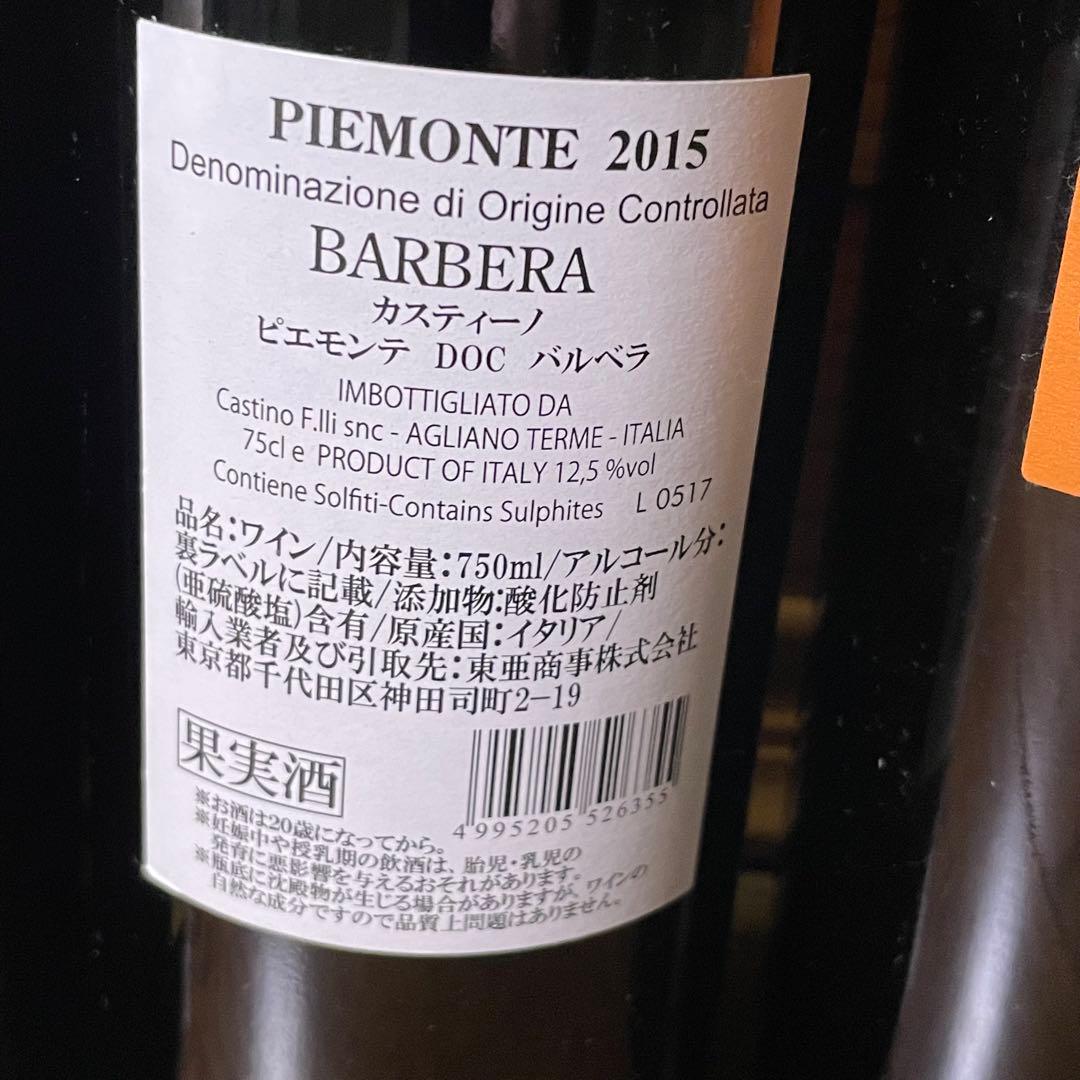 PIEMONTE 2015
Denominazione di Origine Controllata
BARBERA
カスティーノ
ピエモンテ DOC バルベラ
IMBOTTIGLIATO DA
Castino F.lli snc - AGLIANO TERME - ITALIA
75cl e PRODUCT OF ITALY 12,5 %vol
Contiene Solfiti-Contains Sulphites L 0517
品名:ワイン/内容量:750ml/アルコール分:
裏ラベルに記載/添加物:酸化防止剤
(亜硫酸塩)含有/原産国:イタリア/
輸入業者及び引取先:東亜商事株式会社
東京都千代田区神田司町2-19
果実酒
4 995205 526355
※お酒は20歳になってから。
※妊娠中や授乳期の飲酒は、胎児・乳児の
発育に悪影響を与えるおそれがあります。
※瓶底に沈殿物が生じる場合がありますが、ワインの
自然な成分ですので品質上問題はありません。